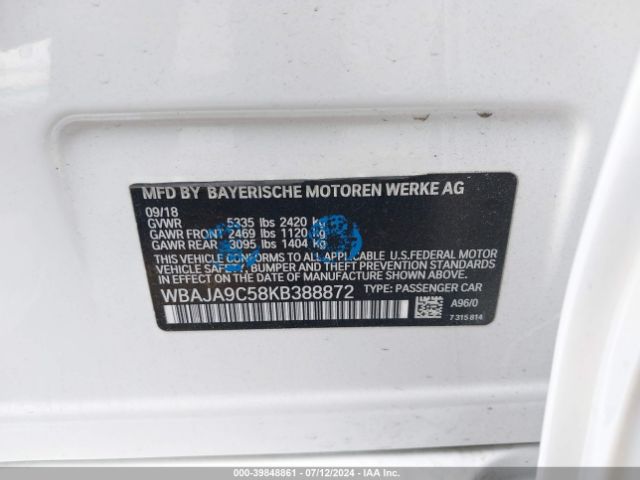 MFD BY BAYERISCHE MOTOREN WERKE AG
09/18
GVWR 5335 lbs 2420 kg
GAWR FRONT 2469 lbs 1120 kg
GAWR REAR 3095 lbs 1404 kg
THIS VEHICLE CONFORMS TO ALL APPLICABLE U.S. FEDERAL MOTOR
VEHICLE SAFETY, BUMPER, AND THEFT PREVENTION STANDARDS
IN EFFECT ON THE DATE OF MANUFACTURE SHOWN ABOVE.
WBAJA9C58KB388872 TYPE: PASSENGER CAR
A96/0
7 315 814
000-39848861 - 07/12/2024 - IAA Inc.